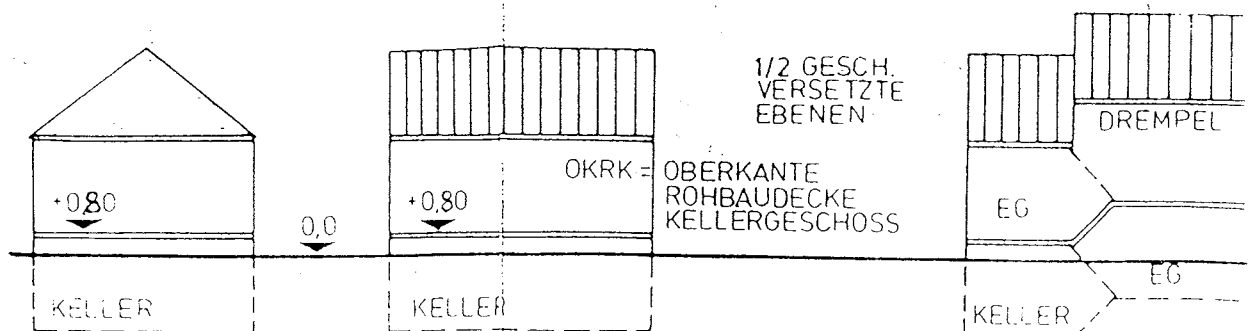 1/2 GESCH.
VERSETZTE
EBENEN
DREMPEL
OKRK = OBERKANTE
ROHBAUDECKE
KELLERGESCHOSS
+0,80
+0,80
0,0
EG
EG
KELLER
KELLER
KELLER